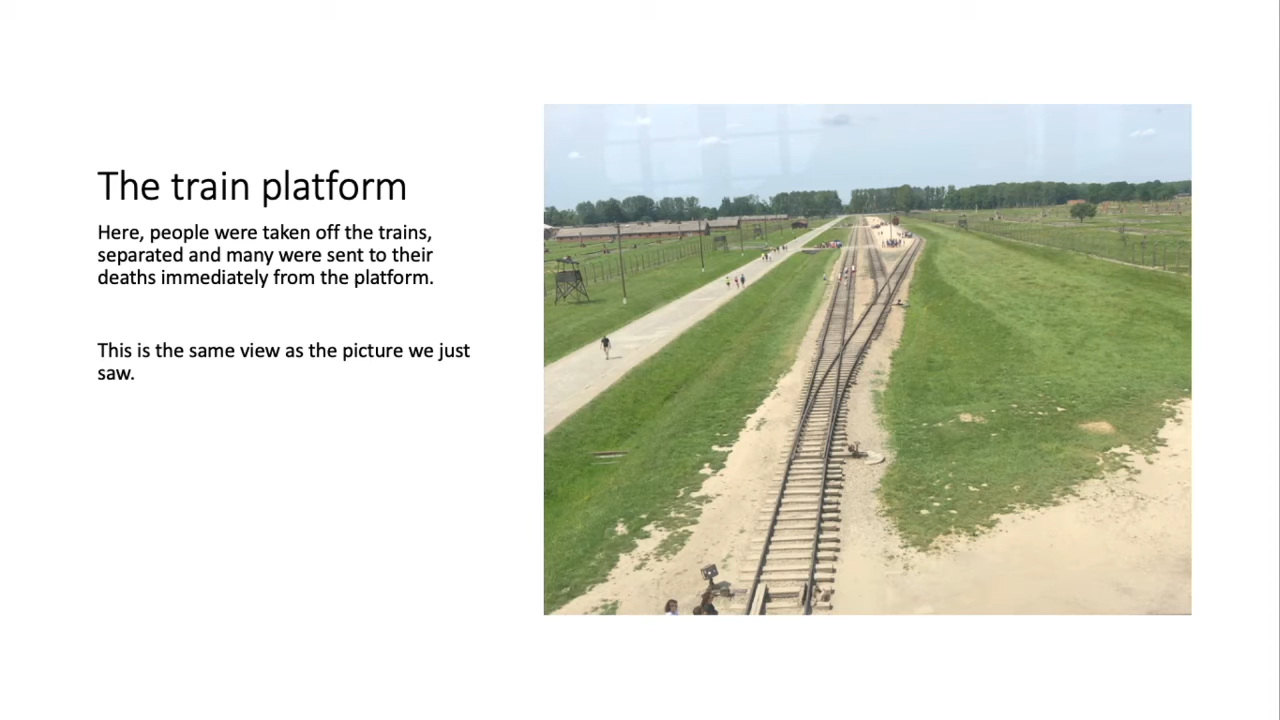 The train platform
Here, people were taken off the trains,
separated and many were sent to their
deaths immediately from the platform.
This is the same view as the picture we just
saw.